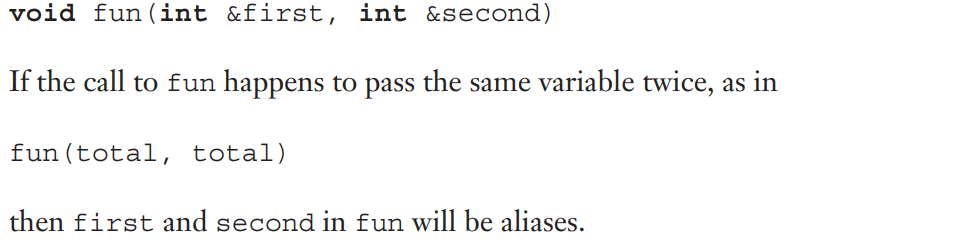 void fun(int &first, int &second)
If the call to fun happens to pass the same variable twice, as in
fun(total, total)
then first and second in fun will be aliases.